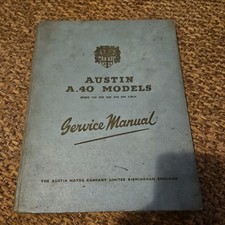 AUSTIN
A.40 MODELS
Service Manual
THE AUSTIN MOTOR COMPANY LIMITED BIRMINGHAM ENGLAND